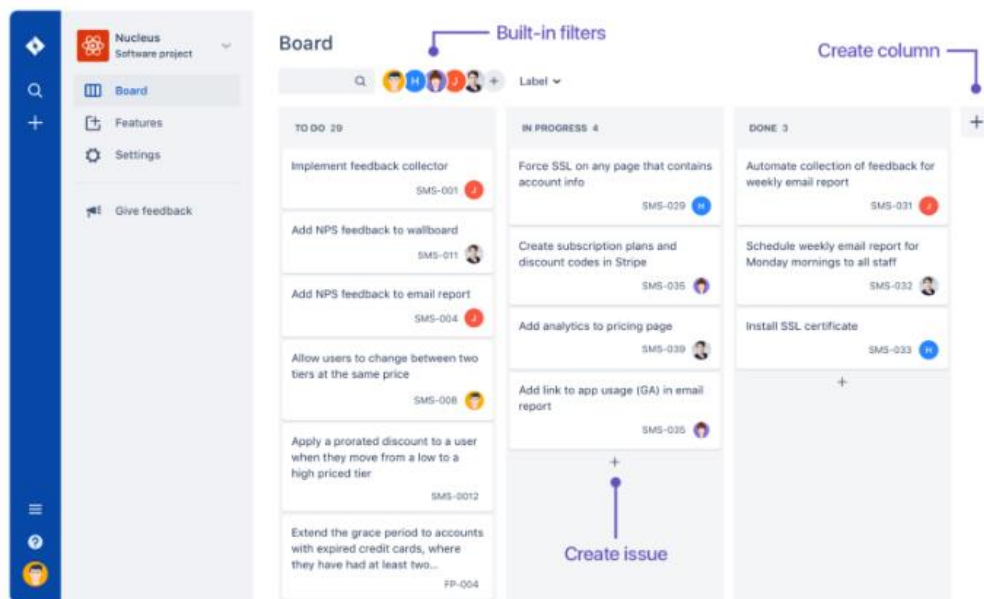 Nucleus
Software project
Board
Features
Settings
Give feedback
Board
Built-in filters
Create column
H
J
+
Label
TO DO 29
Implement feedback collector
SMS-001 J
Add NPS feedback to wallboard
SMS-011
Add NPS feedback to email report
SMS-004 J
Allow users to change between two
tiers at the same price
SMS-008
Apply a prorated discount to a user
when they move from a low to a
high priced tier
SMS-0012
Extend the grace period to accounts
with expired credit cards, where
they have had at least two...
FP-004
IN PROGRESS 4
Force SSL on any page that contains
account info
SMS-029 H
Create subscription plans and
discount codes in Stripe
SMS-035
Add analytics to pricing page
SMS-039
Add link to app usage (GA) in email
report
SMS-035
+
Create issue
DONE 3
Automate collection of feedback for
weekly email report
SMS-031 J
Schedule weekly email report for
Monday mornings to all staff
SMS-032
Install SSL certificate
SMS-033 H
+
+